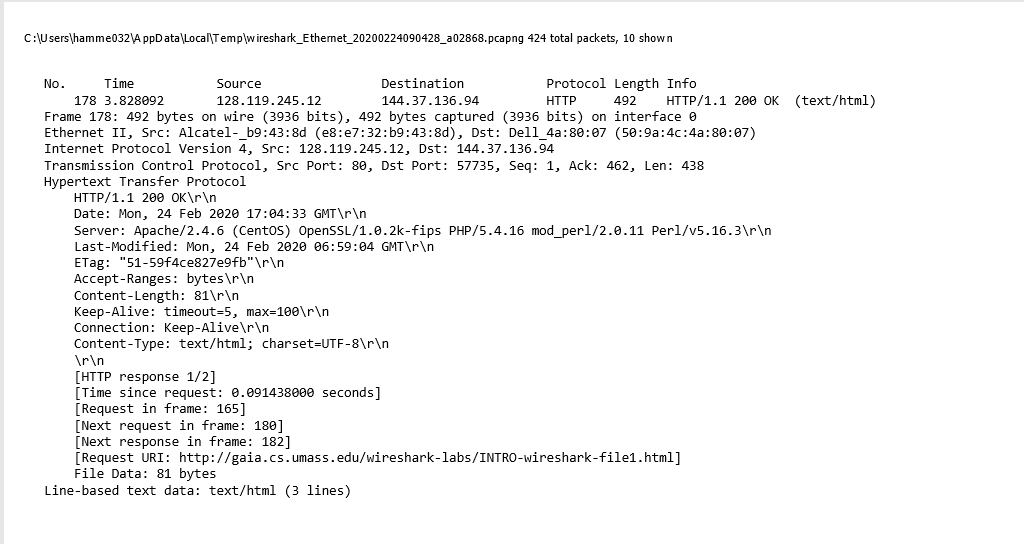 C:\Users\hamme032\AppData\Local\Temp\wireshark_Ethernet_20200224090428_a02868.pcapng 424 total packets, 10 shown
No. Time Source Destination Protocol Length Info
178 3.828092 128.119.245.12 144.37.136.94 HTTP 492 HTTP/1.1 200 OK (text/html)
Frame 178: 492 bytes on wire (3936 bits), 492 bytes captured (3936 bits) on interface 0
Ethernet II, Src: Alcatel-_b9:43:8d (e8:e7:32:b9:43:8d), Dst: Dell_4a:80:07 (50:9a:4c:4a:80:07)
Internet Protocol Version 4, Src: 128.119.245.12, Dst: 144.37.136.94
Transmission Control Protocol, Src Port: 80, Dst Port: 57735, Seq: 1, Ack: 462, Len: 438
Hypertext Transfer Protocol
HTTP/1.1 200 OK\r\n
Date: Mon, 24 Feb 2020 17:04:33 GMT\r\n
Server: Apache/2.4.6 (CentOS) OpenSSL/1.0.2k-fips PHP/5.4.16 mod_perl/2.0.11 Perl/v5.16.3\r\n
Last-Modified: Mon, 24 Feb 2020 06:59:04 GMT\r\n
ETag: "51-59f4ce827e9fb"\r\n
Accept-Ranges: bytes\r\n
Content-Length: 81\r\n
Keep-Alive: timeout=5, max=100\r\n
Connection: Keep-Alive\r\n
Content-Type: text/html; charset=UTF-8\r\n
\r\n
[HTTP response 1/2]
[Time since request: 0.091438000 seconds]
[Request in frame: 165]
[Next request in frame: 180]
[Next response in frame: 182]
[Request URI: http://gaia.cs.umass.edu/wireshark-labs/INTRO-wireshark-file1.html]
File Data: 81 bytes
Line-based text data: text/html (3 lines)